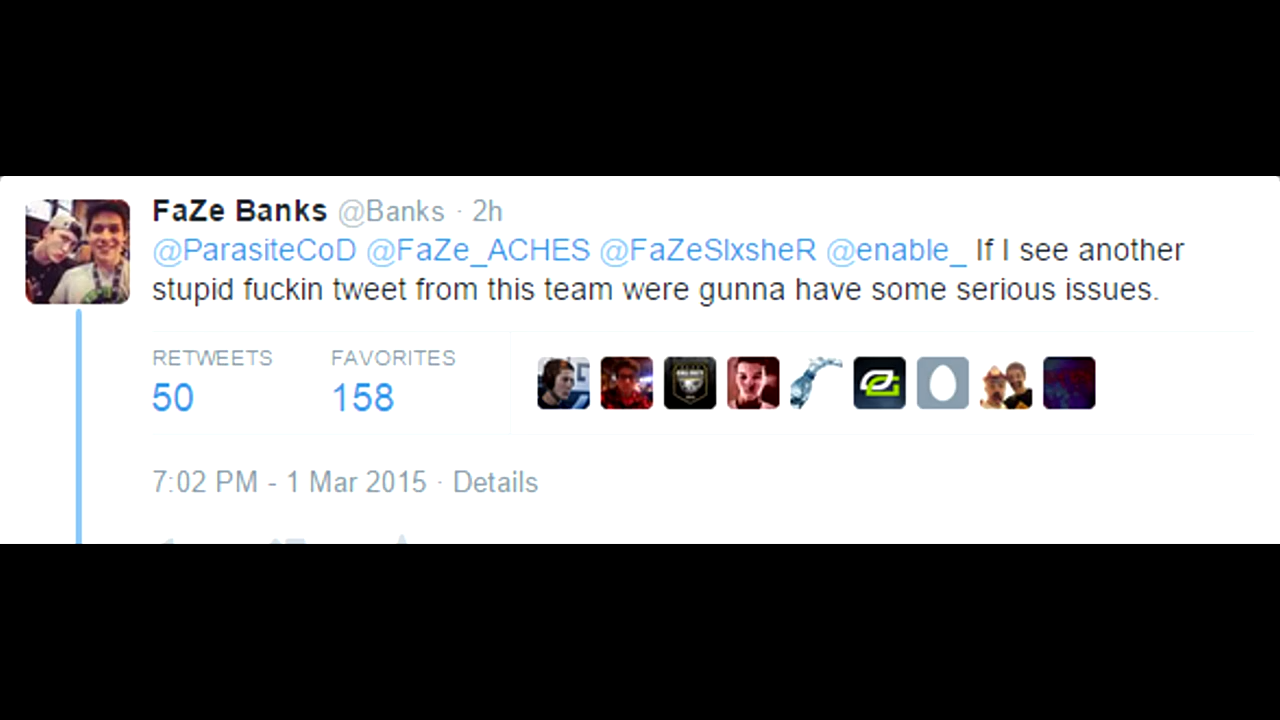 FaZe Banks @Banks · 2h
@ParasiteCoD @FaZe_ACHES @FaZeSlxsheR @enable_ If I see another
stupid fuckin tweet from this team were gunna have some serious issues.
RETWEETS FAVORITES
50 158
7:02 PM - 1 Mar 2015 · Details